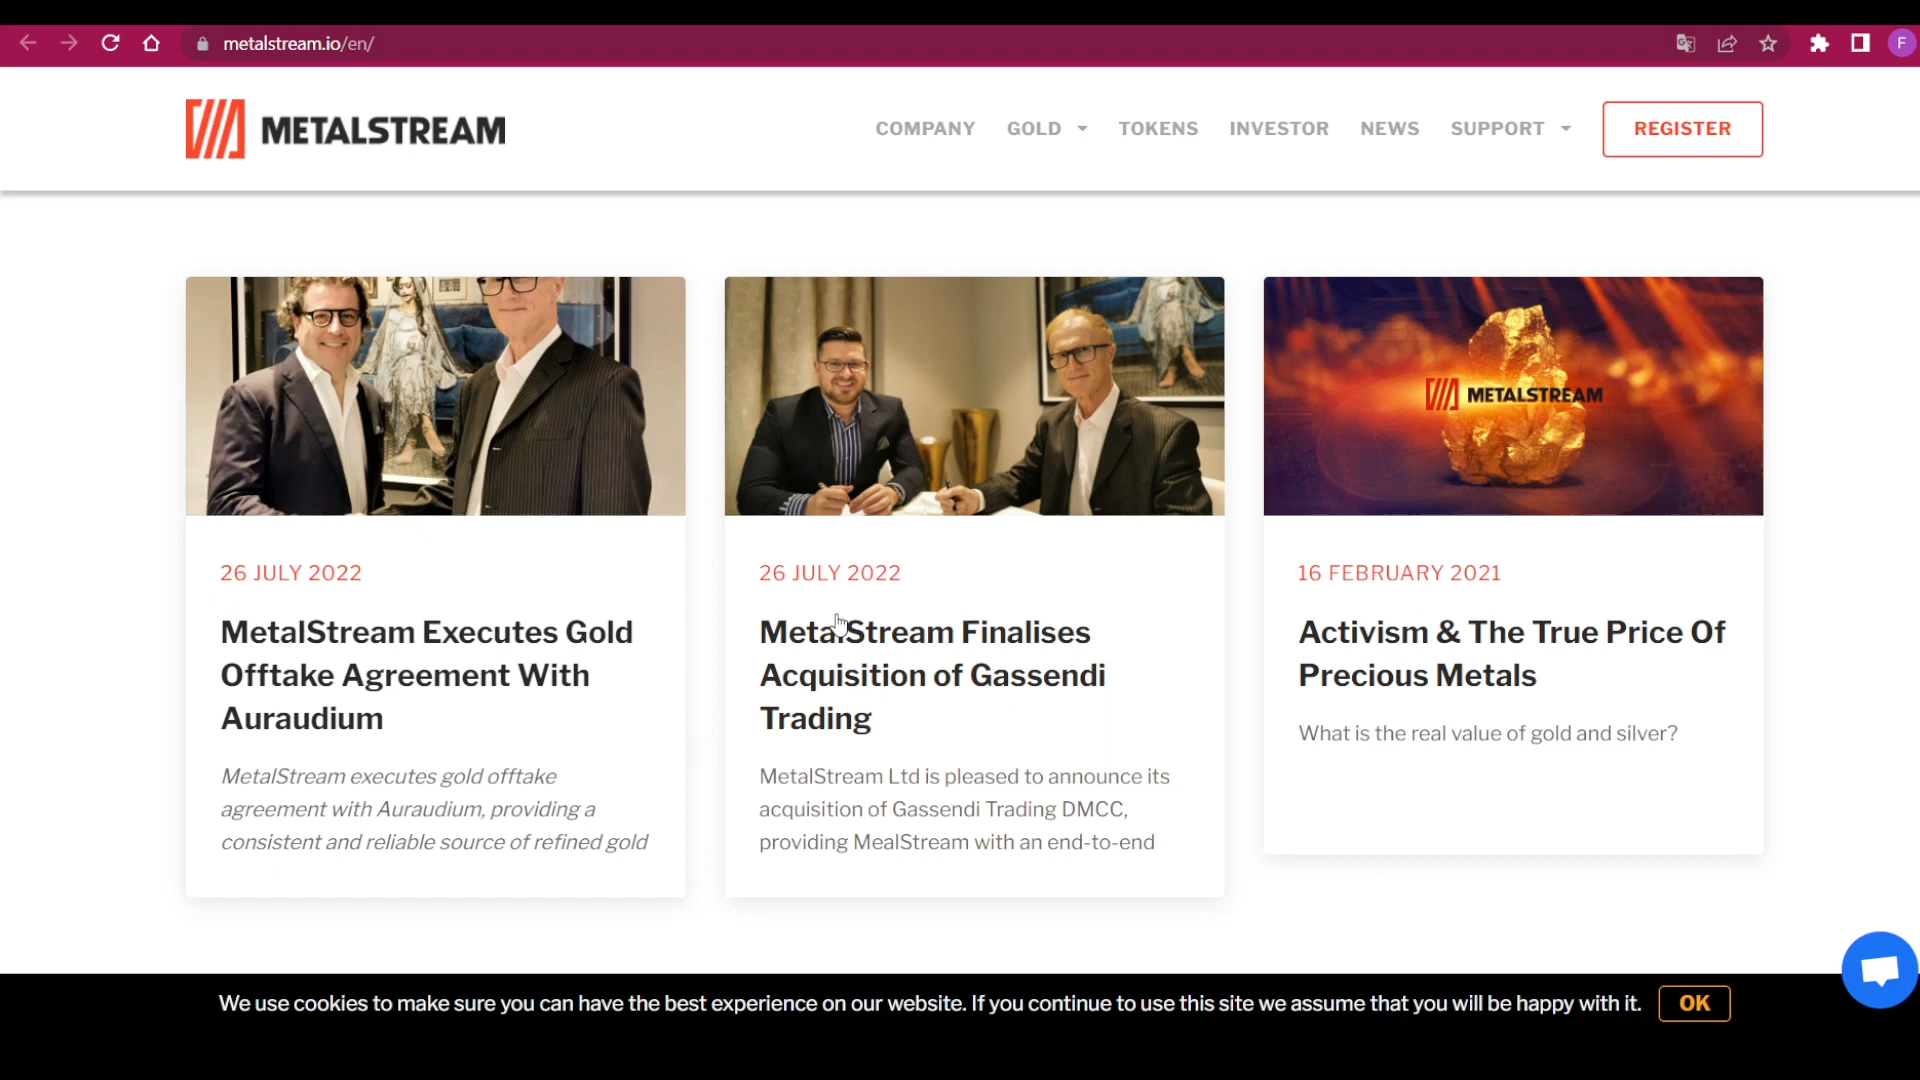 metalstream.io/en/
F
METALSTREAM
COMPANY GOLD TOKENS INVESTOR NEWS SUPPORT REGISTER
METALSTREAM
26 JULY 2022
MetalStream Executes Gold
Offtake Agreement With
Auraudium
MetalStream executes gold offtake
agreement with Auraudium, providing a
consistent and reliable source of refined gold
26 JULY 2022
MetalStream Finalises
Acquisition of Gassendi
Trading
MetalStream Ltd is pleased to announce its
acquisition of Gassendi Trading DMCC,
providing MealStream with an end-to-end
16 FEBRUARY 2021
Activism & The True Price Of
Precious Metals
What is the real value of gold and silver?
We use cookies to make sure you can have the best experience on our website. If you continue to use this site we assume that you will be happy with it. OK